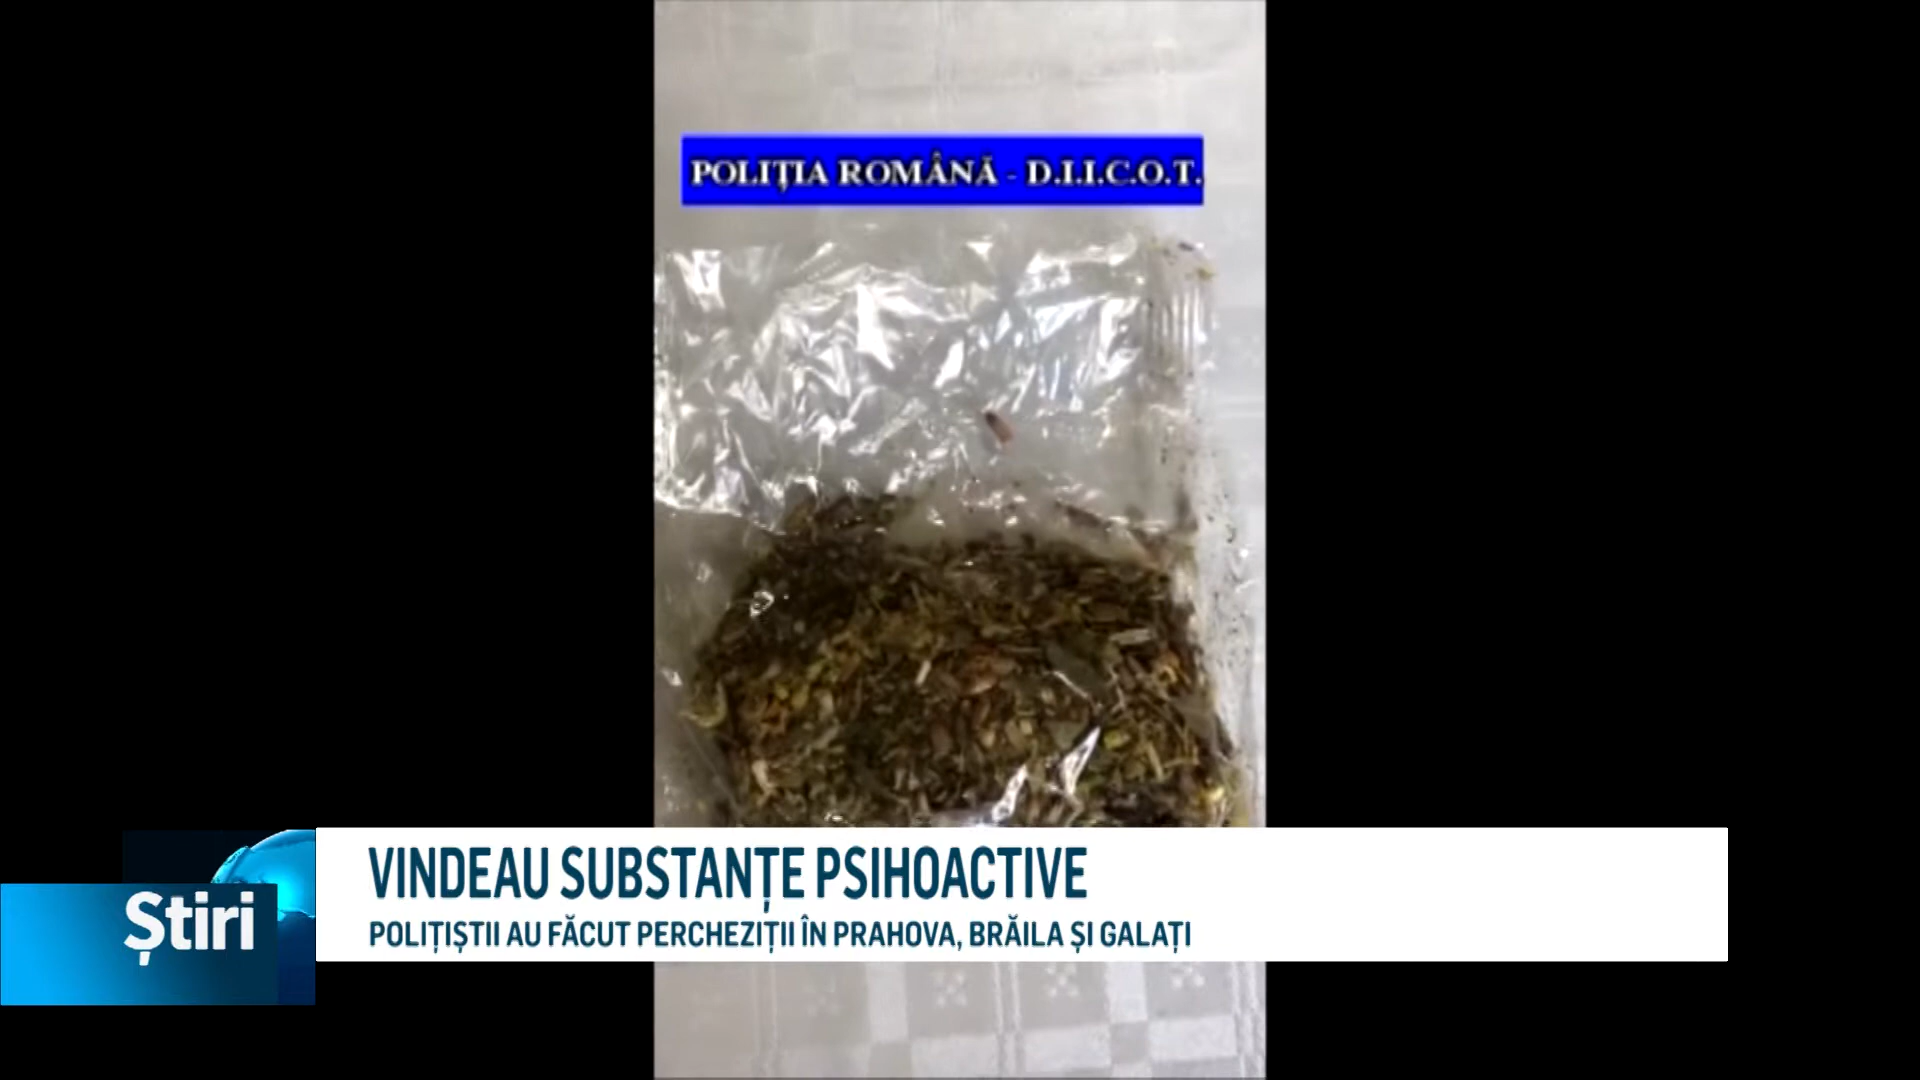 POLIȚIA ROMÂNĂ - D.I.I.C.O.T.
VINDEAU SUBSTANȚE PSIHOACTIVE
Știri
POLIȚIȘTII AU FĂCUT PERCHEZIȚII ÎN PRAHOVA, BRĂILA ȘI GALAȚI